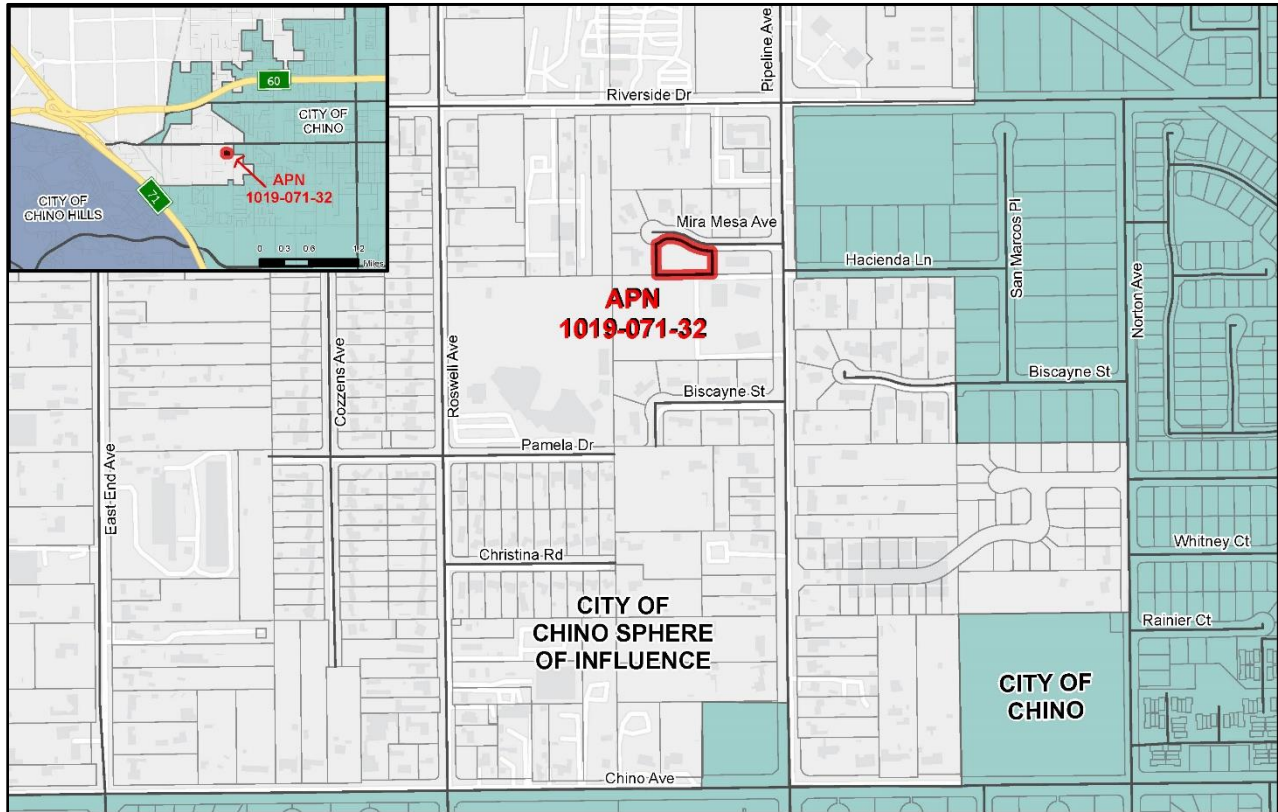 60
CITY OF
CHINO
APN
1019-071-32
CITY OF
CHINO HILLS
71
0 0.3 0.6 1.2
Miles
Riverside Dr
Pipeline Ave
Mira Mesa Ave
Hacienda Ln
San Marcos Pl
Norton Ave
APN
1019-071-32
Cozzens Ave
Roswell Ave
Biscayne St
Biscayne St
East End Ave
Pamela Dr
Christina Rd
Whitney Ct
Rainier Ct
CITY OF
CHINO SPHERE
OF INFLUENCE
CITY OF
CHINO
Chino Ave